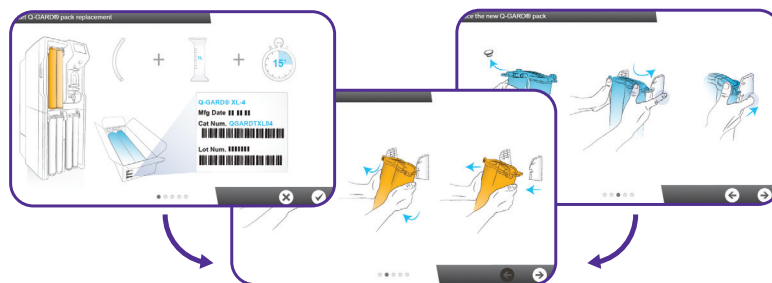 Q-GARD® pack replacement
1L
15'
Q-GARD® XL-4
Mfg Date
Cat Num. QGARDTXL04
Lot Num.
ce the new Q-GARD® pack